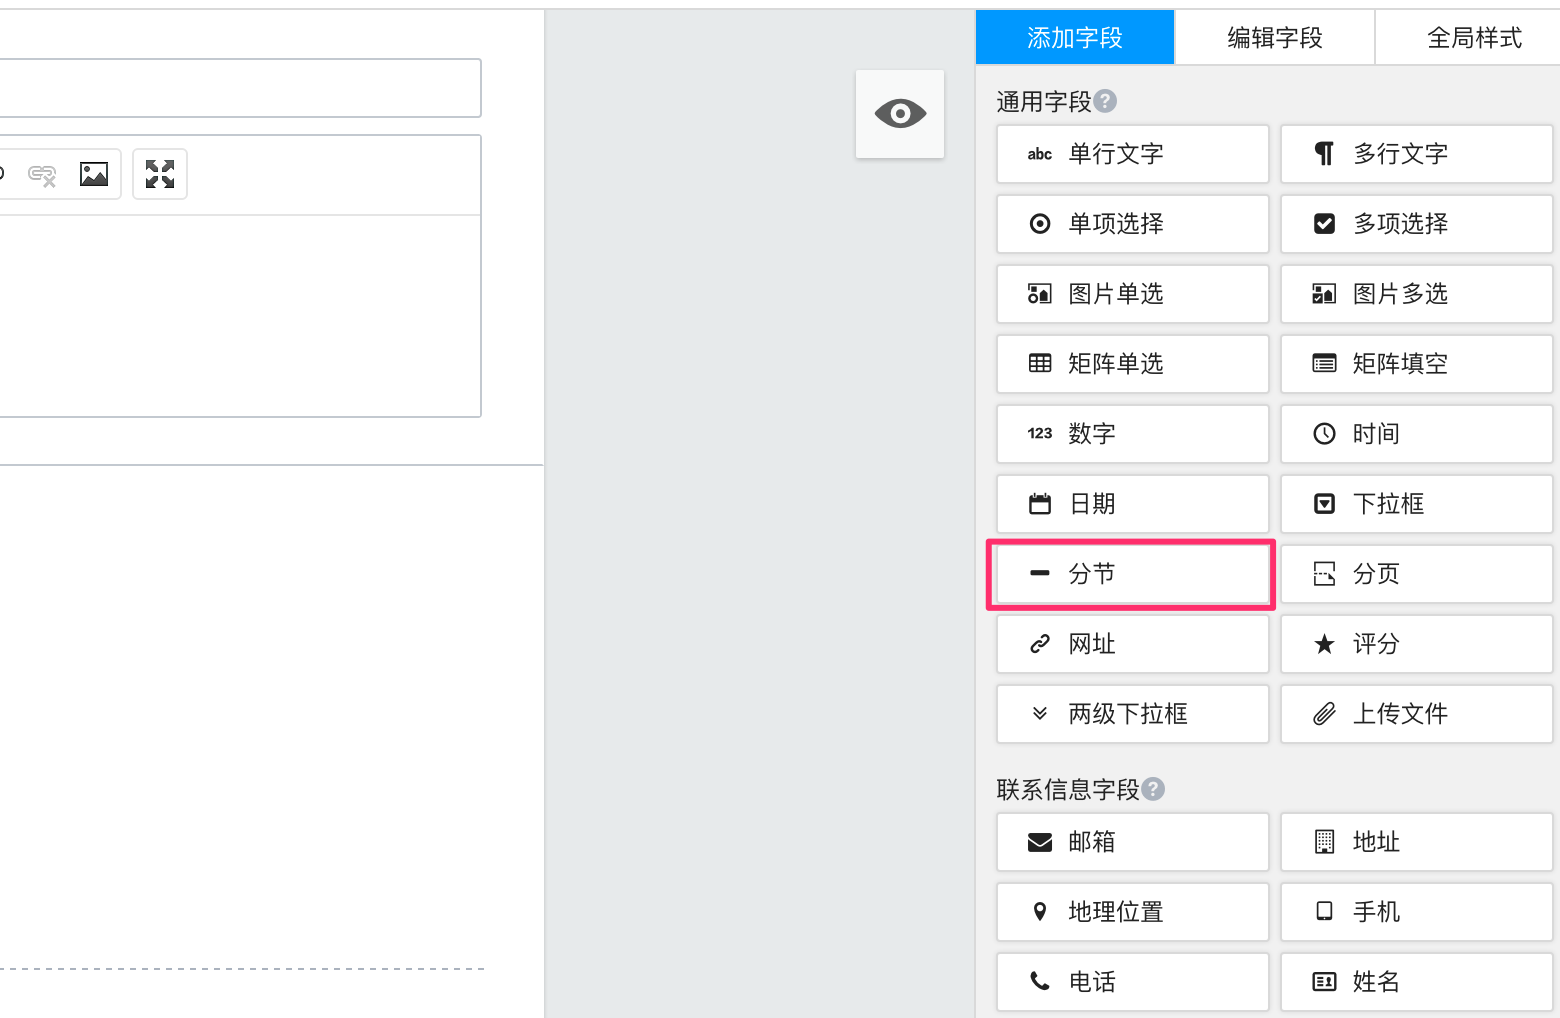 添加字段 编辑字段 全局样式
通用字段?
abc 单行文字 多行文字
单项选择 多项选择
图片单选 图片多选
矩阵单选 矩阵填空
123 数字 时间
日期 下拉框
分节 分页
网址 评分
两级下拉框 上传文件
联系信息字段?
邮箱 地址
地理位置 手机
电话 姓名